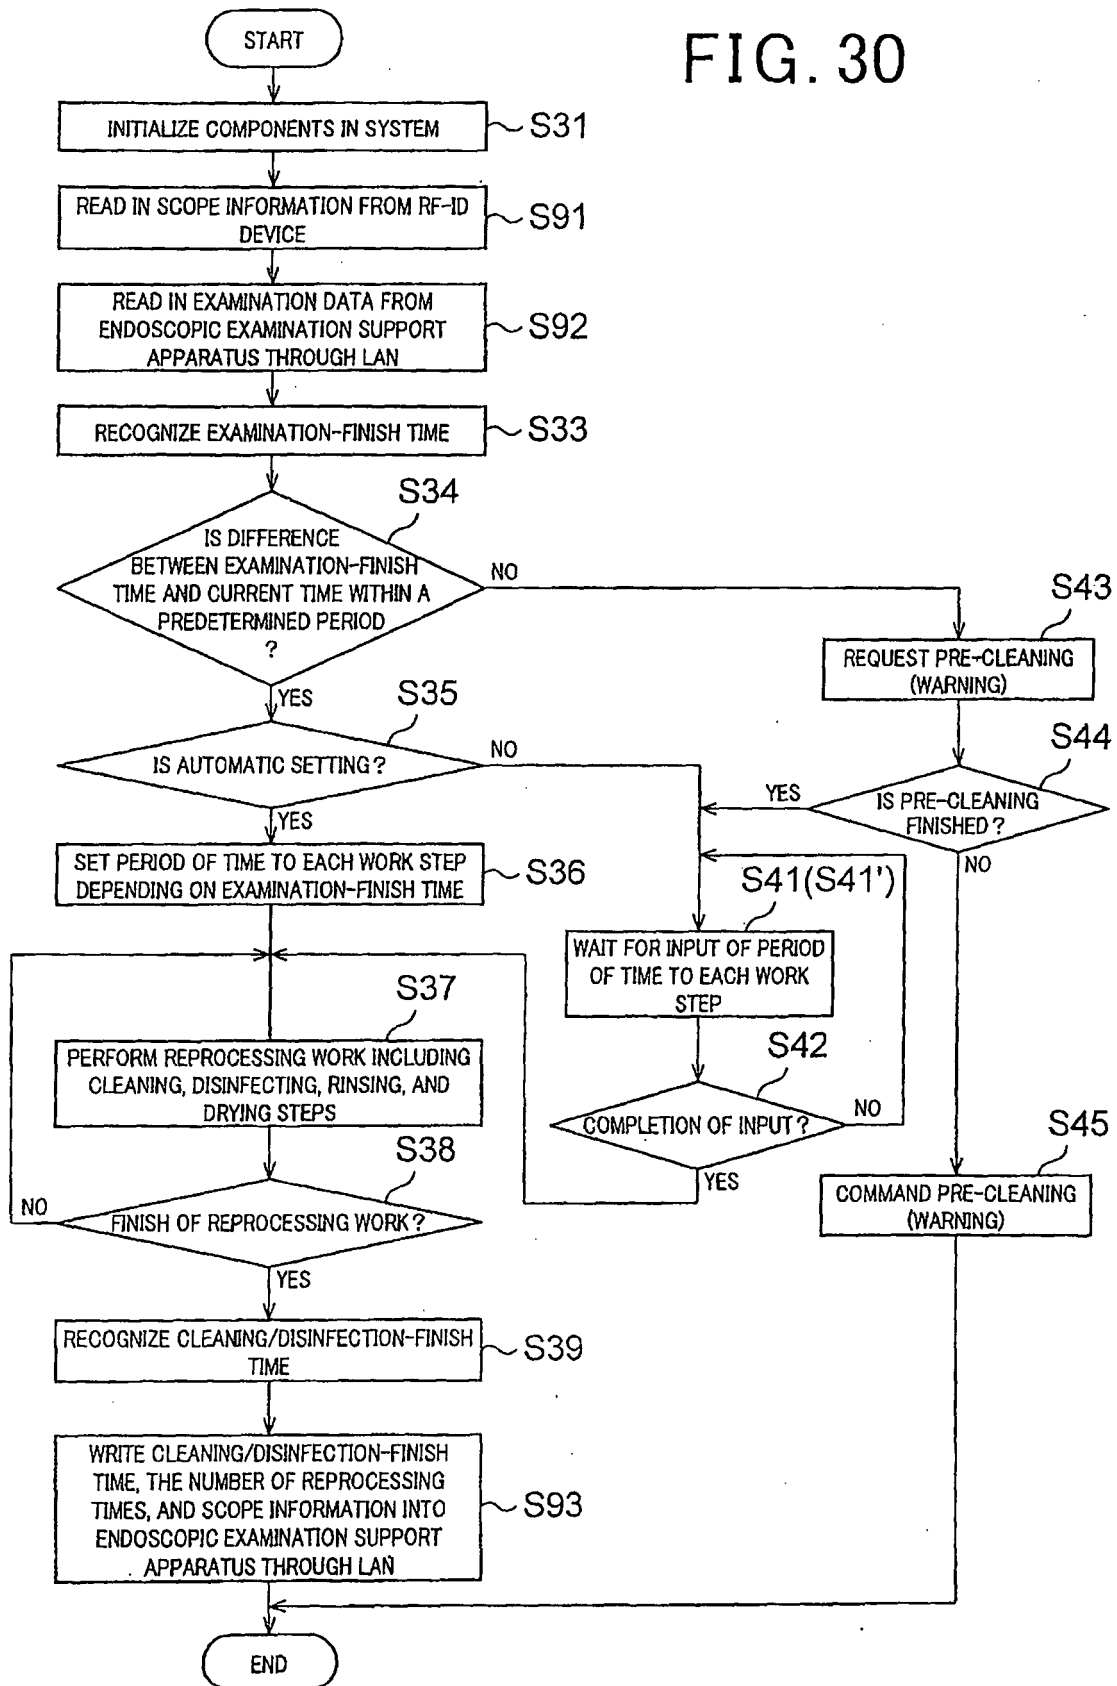 FIG. 30
START
INITIALIZE COMPONENTS IN SYSTEM
S31
READ IN SCOPE INFORMATION FROM RF-ID
DEVICE
S91
READ IN EXAMINATION DATA FROM
ENDOSCOPIC EXAMINATION SUPPORT
APPARATUS THROUGH LAN
S92
RECOGNIZE EXAMINATION-FINISH TIME
S33
S34
IS DIFFERENCE
BETWEEN EXAMINATION-FINISH
TIME AND CURRENT TIME WITHIN A
PREDETERMINED PERIOD
?
NO
YES
S43
REQUEST PRE-CLEANING
(WARNING)
S35
IS AUTOMATIC SETTING?
NO
YES
S44
IS PRE-CLEANING
FINISHED?
YES
NO
SET PERIOD OF TIME TO EACH WORK STEP
DEPENDING ON EXAMINATION-FINISH TIME
S36
S41(S41')
WAIT FOR INPUT OF PERIOD
OF TIME TO EACH WORK
STEP
S37
PERFORM REPROCESSING WORK INCLUDING
CLEANING, DISINFECTING, RINSING, AND
DRYING STEPS
S42
COMPLETION OF INPUT?
NO
YES
S38
FINISH OF REPROCESSING WORK?
NO
YES
S45
COMMAND PRE-CLEANING
(WARNING)
RECOGNIZE CLEANING/DISINFECTION-FINISH
TIME
S39
WRITE CLEANING/DISINFECTION-FINISH
TIME, THE NUMBER OF REPROCESSING
TIMES, AND SCOPE INFORMATION INTO
ENDOSCOPIC EXAMINATION SUPPORT
APPARATUS THROUGH LAN
S93
END